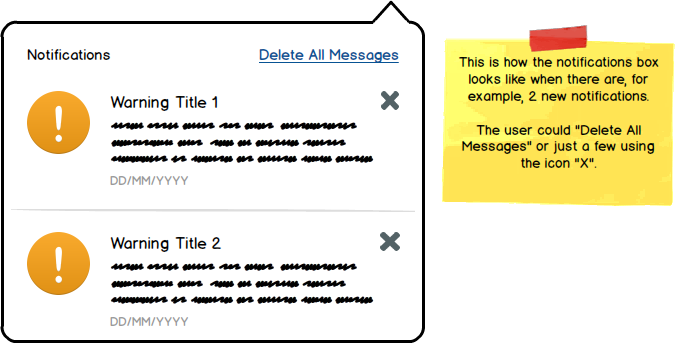 Notifications
Delete All Messages
Warning Title 1
DD/MM/YYYY
Warning Title 2
DD/MM/YYYY
This is how the notifications box
looks like when there are, for
example, 2 new notifications.
The user could "Delete All
Messages" or just a few using
the icon "X".